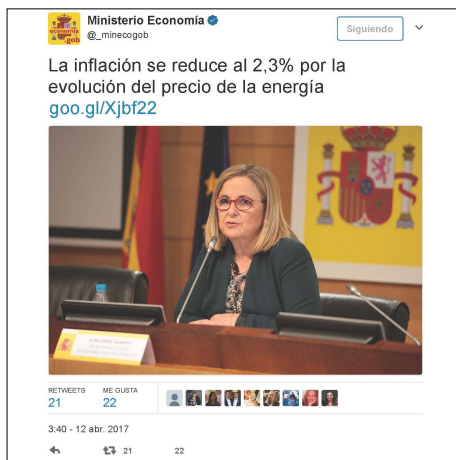 Ministerio Economía
@_minecogob
Siguiendo
La inflación se reduce al 2,3% por la
evolución del precio de la energía
goo.gl/Xjbf22
RETWEETS
21
ME GUSTA
22
3:40 - 12 abr. 2017
21
22